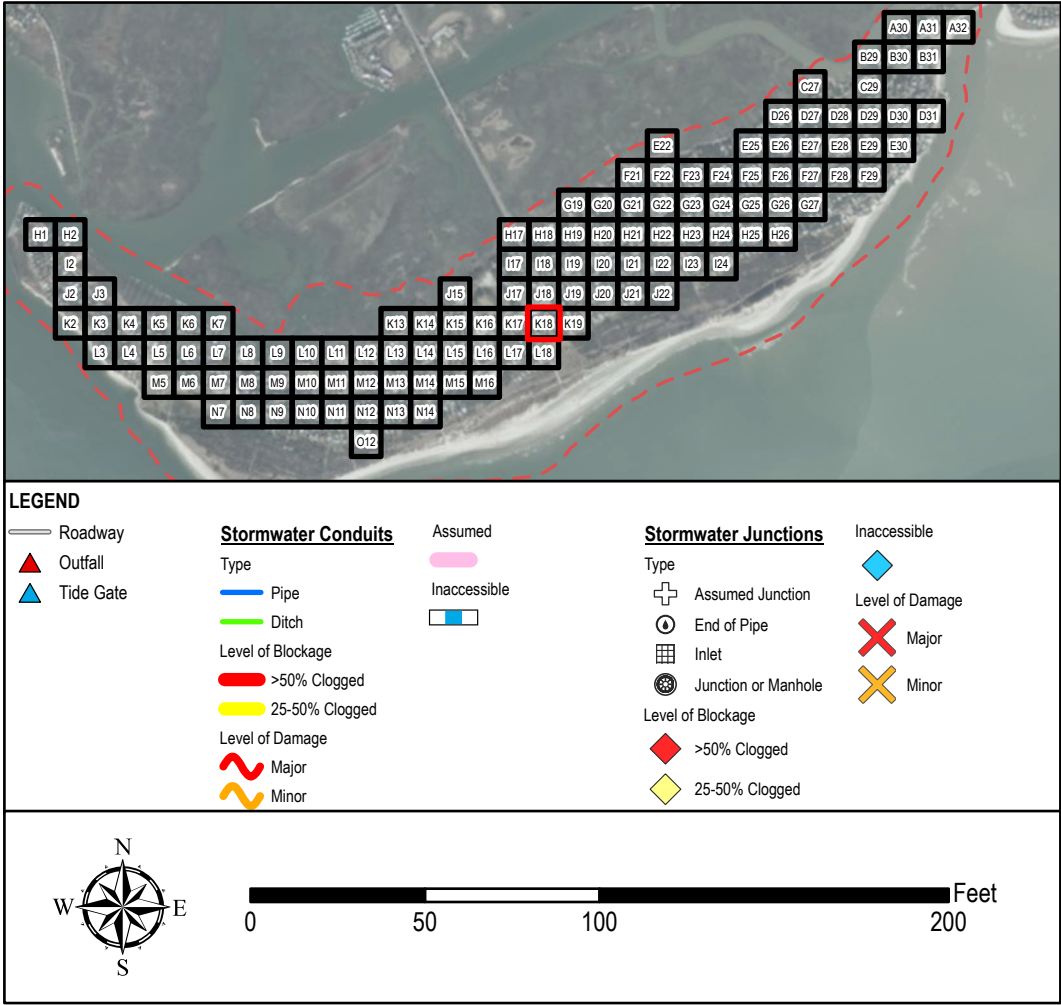 A30 A31 A32
B29 B30 B31
C27 C29
D26 D27 D28 D29 D30 D31
E22 E25 E26 E27 E28 E29 E30
F21 F22 F23 F24 F25 F26 F27 F28 F29
G19 G20 G21 G22 G23 G24 G25 G26 G27
H1 H2 H17 H18 H19 H20 H21 H22 H23 H24 H25 H26
I2 I17 I18 I19 I20 I21 I22 I23 I24
J2 J3 J15 J17 J18 J19 J20 J21 J22
K2 K3 K4 K5 K6 K7 K13 K14 K15 K16 K17 K18 K19
L3 L4 L5 L6 L7 L8 L9 L10 L11 L12 L13 L14 L15 L16 L17 L18
M5 M6 M7 M8 M9 M10 M11 M12 M13 M14 M15 M16
N7 N8 N9 N10 N11 N12 N13 N14
O12
LEGEND
Roadway
Outfall
Tide Gate
Stormwater Conduits
Type
Pipe
Ditch
Level of Blockage
>50% Clogged
25-50% Clogged
Level of Damage
Major
Minor
Assumed
Inaccessible
Stormwater Junctions
Type
Assumed Junction
End of Pipe
Inlet
Junction or Manhole
Level of Blockage
>50% Clogged
25-50% Clogged
Inaccessible
Level of Damage
Major
Minor
N
W E
S
Feet
0 50 100 200